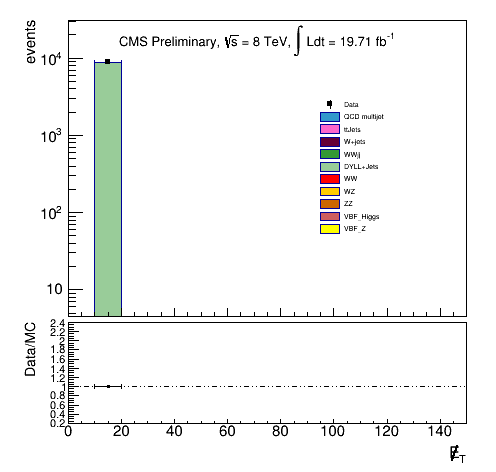 CMS Preliminary, √s = 8 TeV, ∫ Ldt = 19.71 fb⁻¹
events
10⁴
10³
10²
10
Data
QCD multijet
ttJets
W+jets
WWjj
DYLL+Jets
WW
WZ
ZZ
VBF_Higgs
VBF_Z
Data/MC
2.4
2.2
2
1.8
1.6
1.4
1.2
1
0.8
0.6
0.4
0.2
0 20 40 60 80 100 120 140
E̸_T